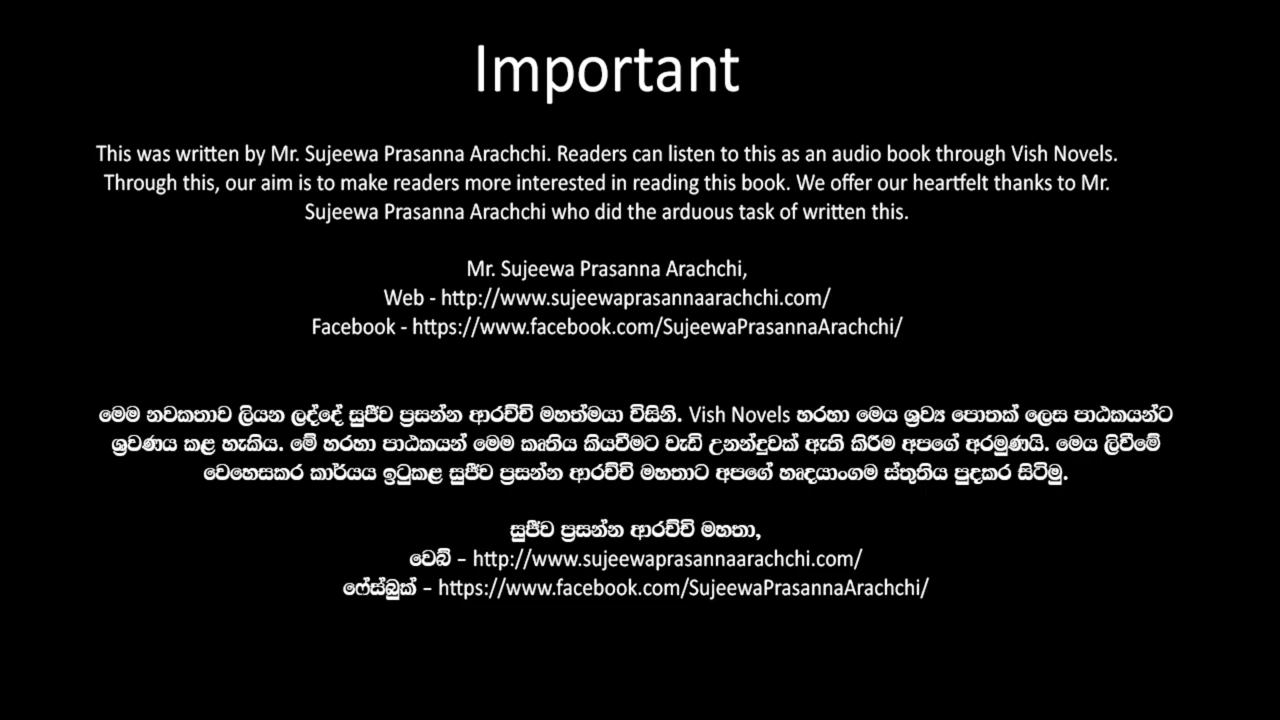 Important
This was written by Mr. Sujeewa Prasanna Arachchi. Readers can listen to this as an audio book through Vish Novels.
Through this, our aim is to make readers more interested in reading this book. We offer our heartfelt thanks to Mr.
Sujeewa Prasanna Arachchi who did the arduous task of written this.
Mr. Sujeewa Prasanna Arachchi,
Web - http://www.sujeewaprasannaarachchi.com/
Facebook - https://www.facebook.com/SujeewaPrasannaArachchi/
මෙම නවකතාව ලියන ලද්දේ සුජීව ප්‍රසන්න ආරච්චි මහත්මයා විසිනි. Vish Novels හරහා මෙය ශ්‍රව්‍ය පොතක් ලෙස පාඨකයන්ට
ශ්‍රවණය කළ හැකිය. මේ හරහා පාඨකයන් මෙම කෘතිය කියවීමට වැඩි උනන්දුවක් ඇති කිරීම අපගේ අරමුණයි. මෙය ලිවීමේ
වෙහෙසකර කාර්යය ඉටුකළ සුජීව ප්‍රසන්න ආරච්චි මහතාට අපගේ හෘදයාංගම ස්තුතිය පුදකර සිටිමු.
සුජීව ප්‍රසන්න ආරච්චි මහතා,
වෙබ් – http://www.sujeewaprasannaarachchi.com/
ෆේස්බුක් – https://www.facebook.com/SujeewaPrasannaArachchi/